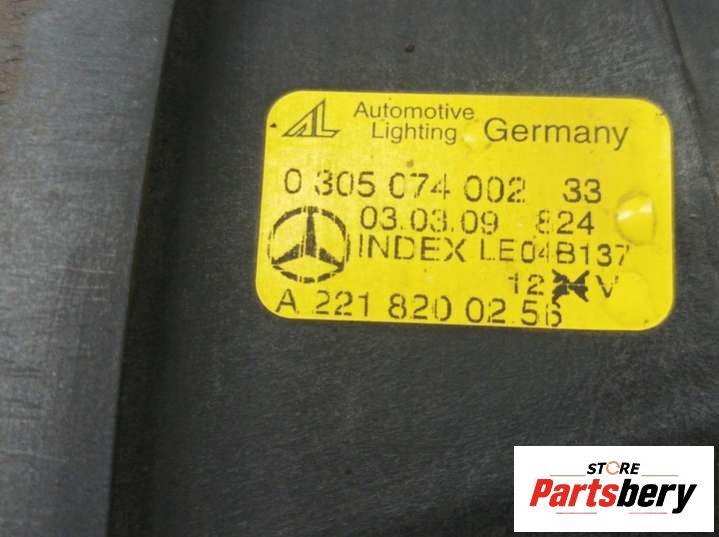 AL Automotive
Lighting Germany
0 305 074 002 33
03.03.09 824
INDEX LE04B137
12 V
A 221 820 02 56
STORE
Partsbery